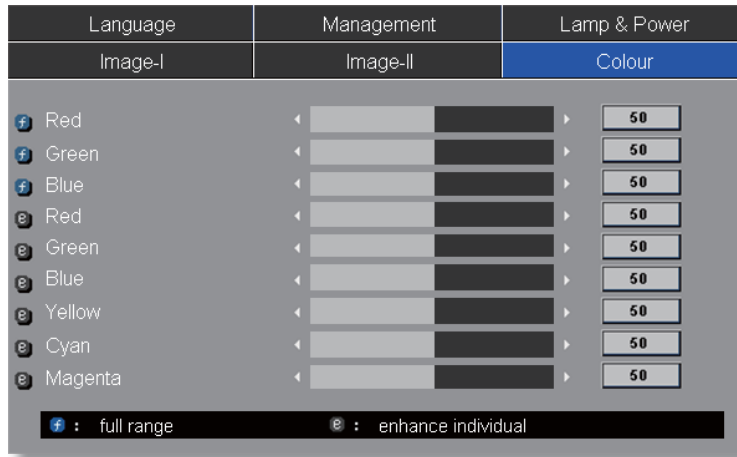 Language Management Lamp & Power
Image-I Image-II Colour
f Red 50
f Green 50
f Blue 50
e Red 50
e Green 50
e Blue 50
e Yellow 50
e Cyan 50
e Magenta 50
f : full range e : enhance individual